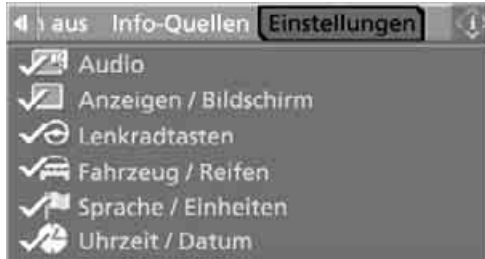 aus Info-Quellen Einstellungen
Audio
Anzeigen / Bildschirm
Lenkradtasten
Fahrzeug / Reifen
Sprache / Einheiten
Uhrzeit / Datum